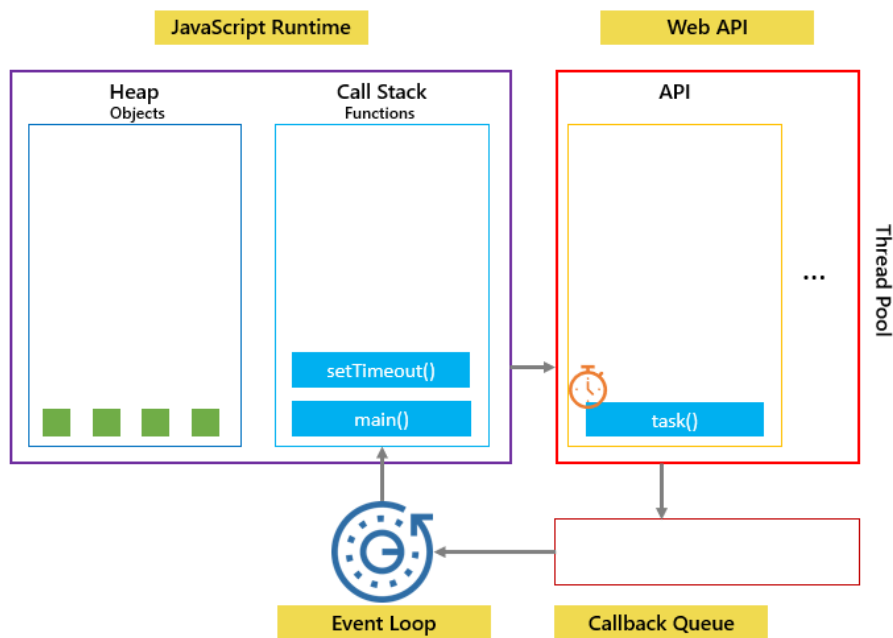 JavaScript Runtime
Web API
Heap
Objects
Call Stack
Functions
API
Thread Pool
...
setTimeout()
main()
task()
Event Loop
Callback Queue